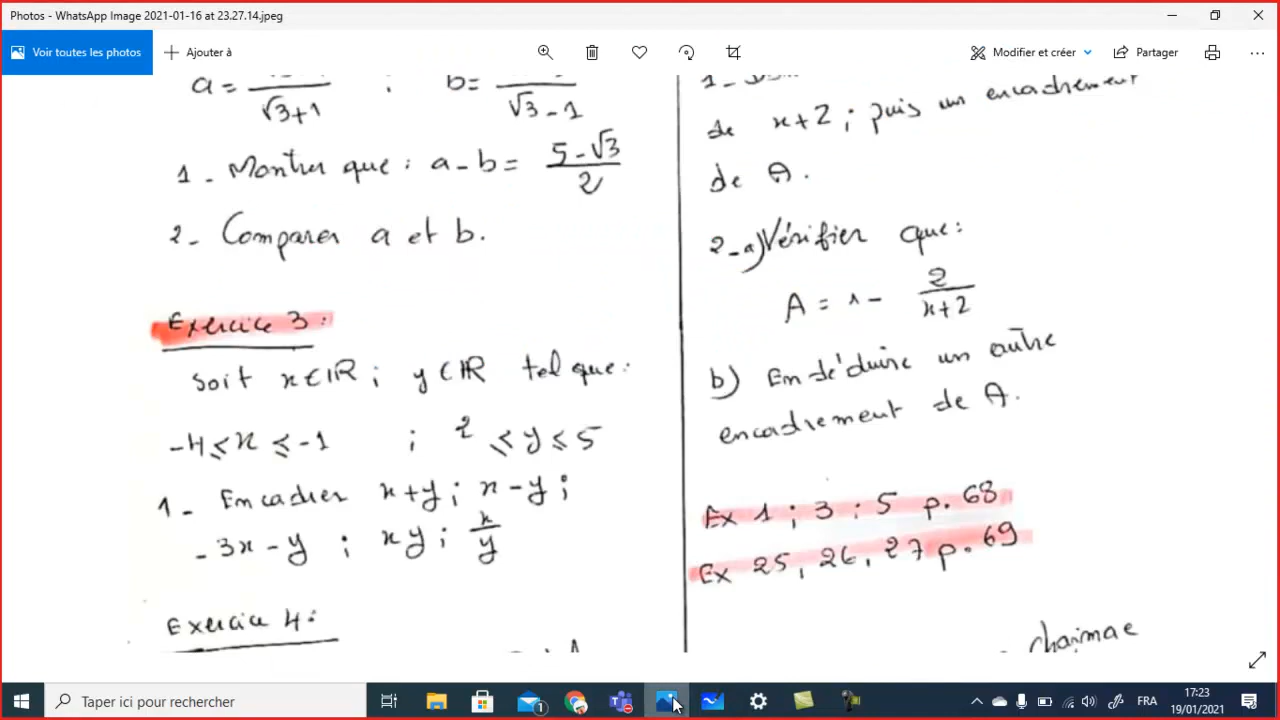 Photos - WhatsApp Image 2021-01-16 at 23.27.14.jpeg
Voir toutes les photos
Ajouter à
Modifier et créer
Partager
a =
√3+1
;
b =
√3 - 1
1 - Montrer que : a - b = 5 - √3
2
2 - Comparer a et b.
Exercice 3 :
soit x ∈ IR ; y ∈ IR tel que :
-4 ⩽ x ⩽ -1 ; 2 ⩽ y ⩽ 5
1 - Encadrer x+y ; x-y ;
- 3x - y ; xy ; x/y
Exercice 4 :
1 -
de x+2 ; puis un encadrement
de A.
2 - a) Vérifier que :
A = 1 - 2
x+2
b) En déduire un autre
encadrement de A.
Ex 1 ; 3 ; 5 p. 68
Ex 25, 26, 27 p. 69
chaimae
Taper ici pour rechercher
1
FRA
17:23
19/01/2021